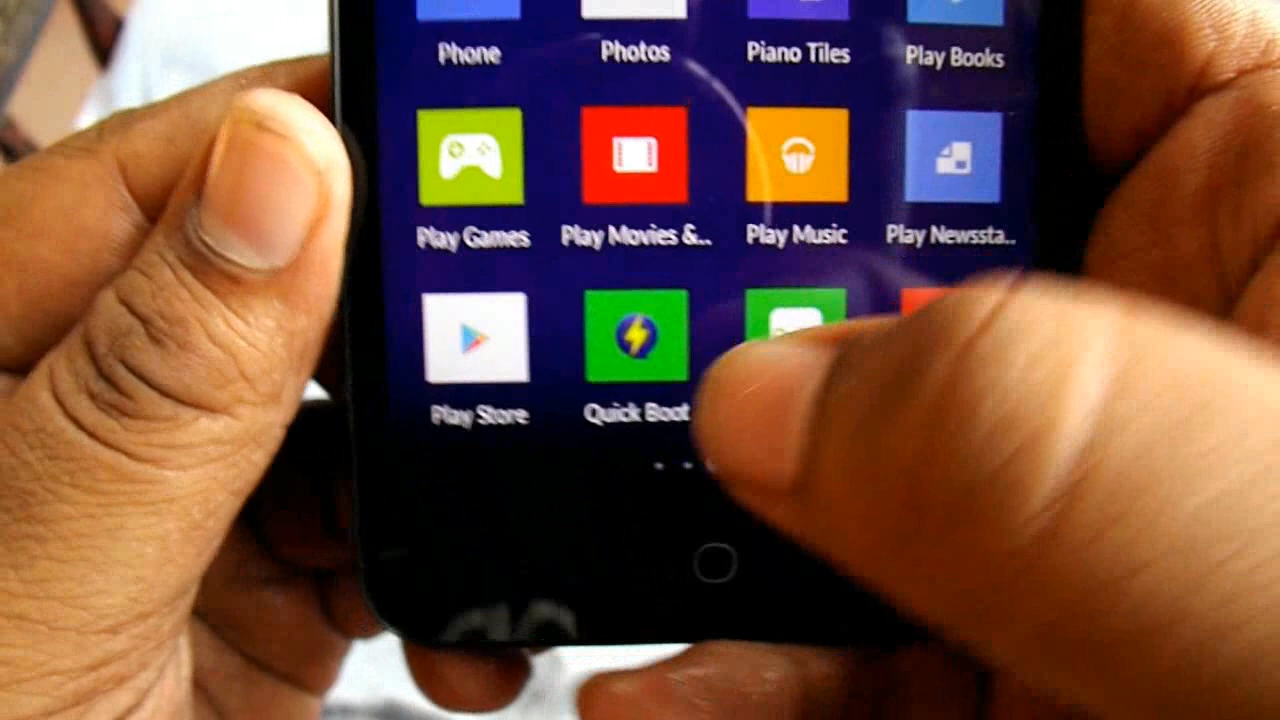 Phone Photos Piano Tiles Play Books
Play Games Play Movies &.. Play Music Play Newssta..
Play Store Quick Boot